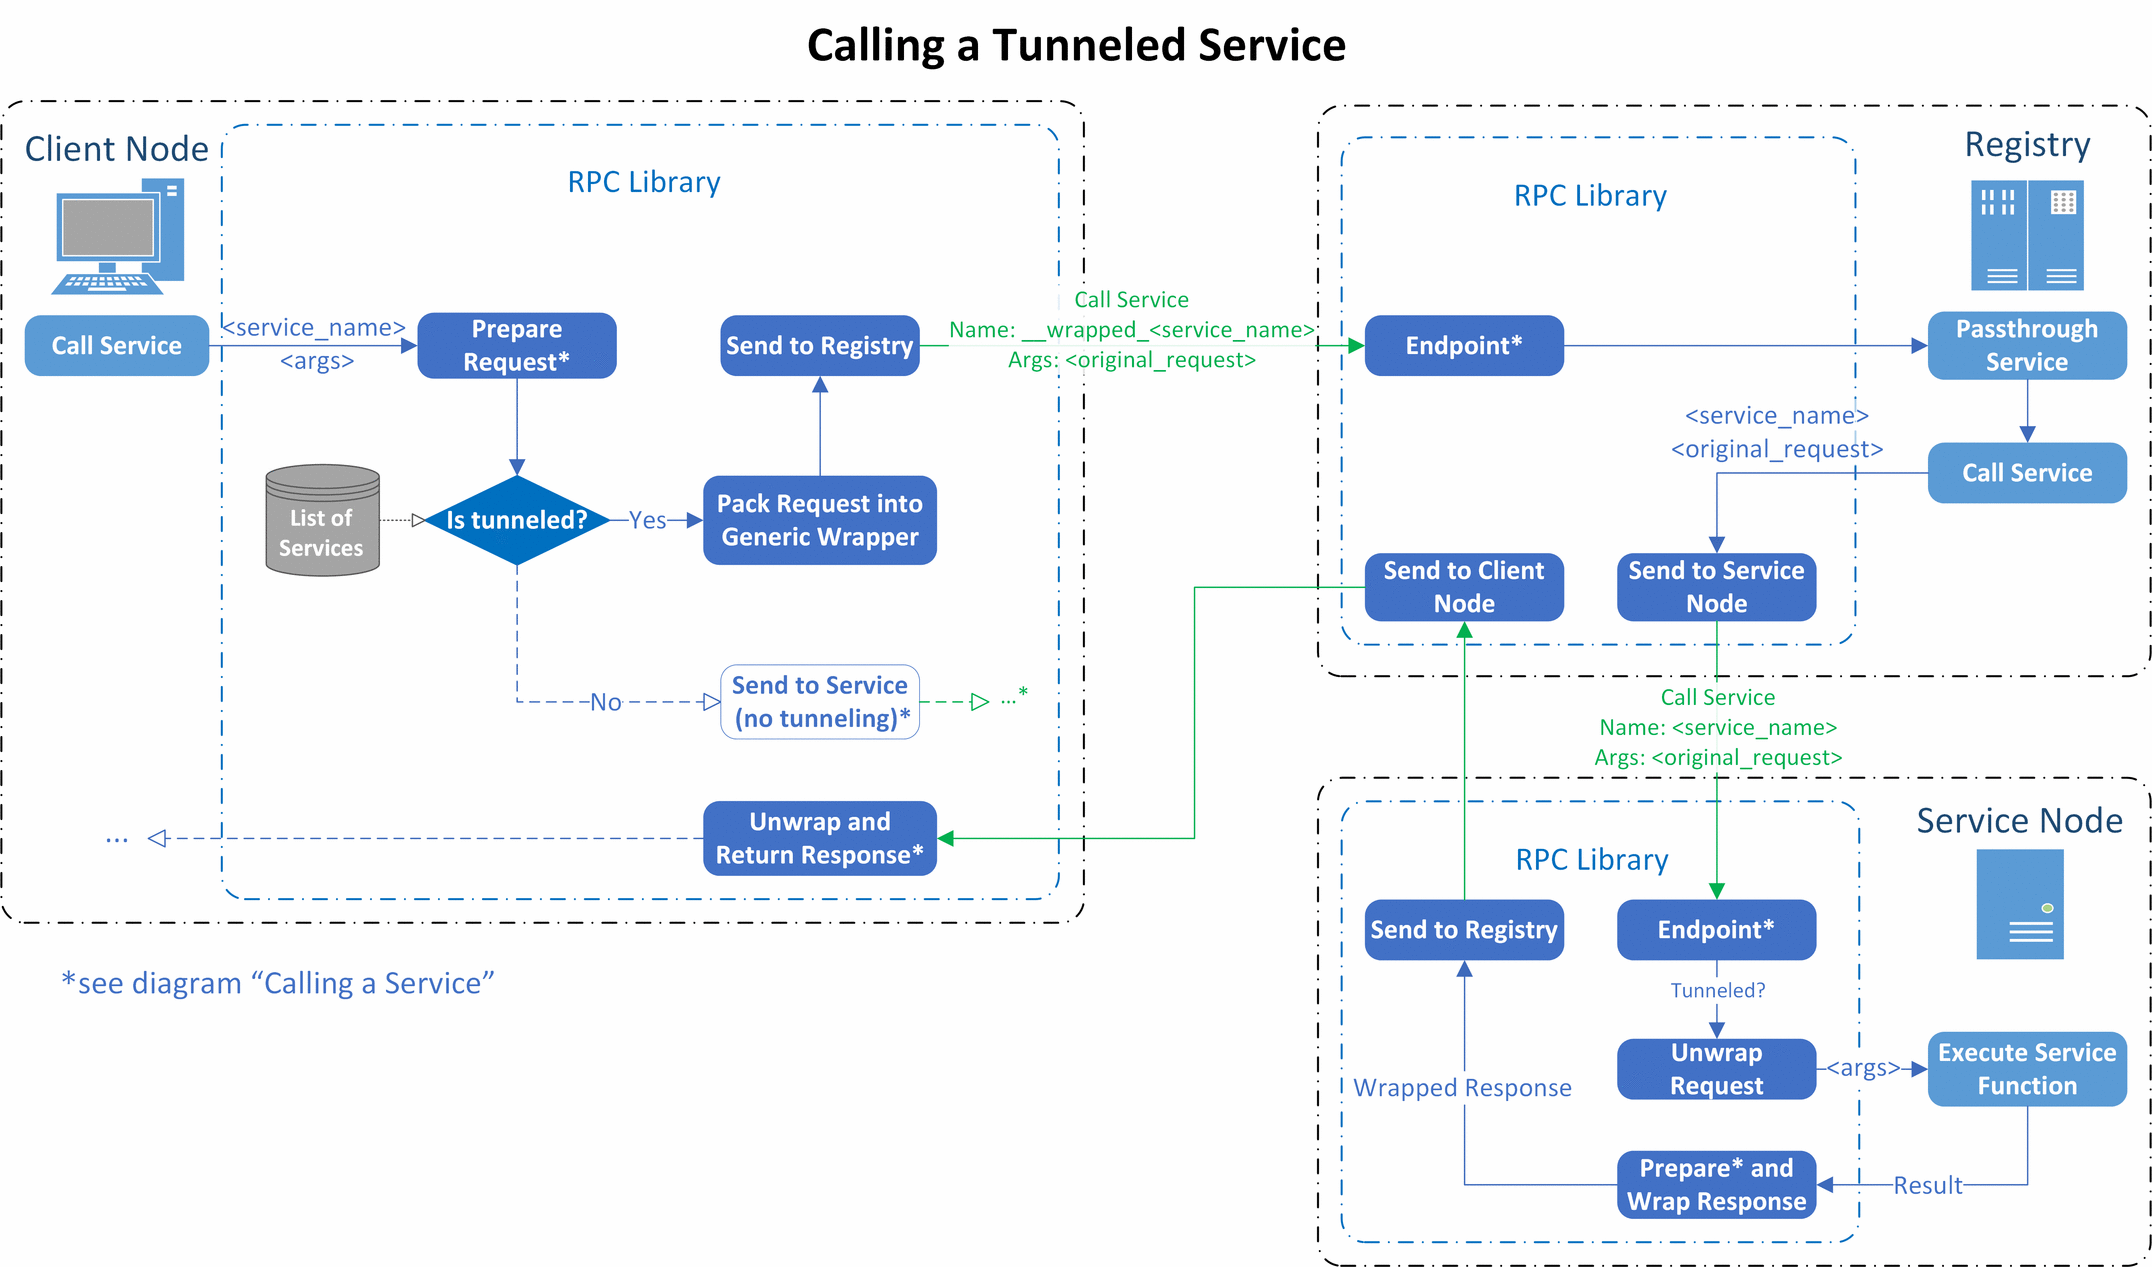 Calling a Tunneled Service
Client Node
RPC Library
Call Service
<service_name>
<args>
Prepare
Request*
Send to Registry
Call Service
Name: __wrapped_<service_name>
Args: <original_request>
List of
Services
Is tunneled?
Yes
Pack Request into
Generic Wrapper
No
Send to Service
(no tunneling)*
...*
Unwrap and
Return Response*
...
*see diagram “Calling a Service”
Registry
RPC Library
Endpoint*
Passthrough
Service
<service_name>
<original_request>
Call Service
Send to Client
Node
Send to Service
Node
Call Service
Name: <service_name>
Args: <original_request>
Service Node
RPC Library
Send to Registry
Endpoint*
Tunneled?
Unwrap
Request
<args>
Execute Service
Function
Wrapped Response
Prepare* and
Wrap Response
Result